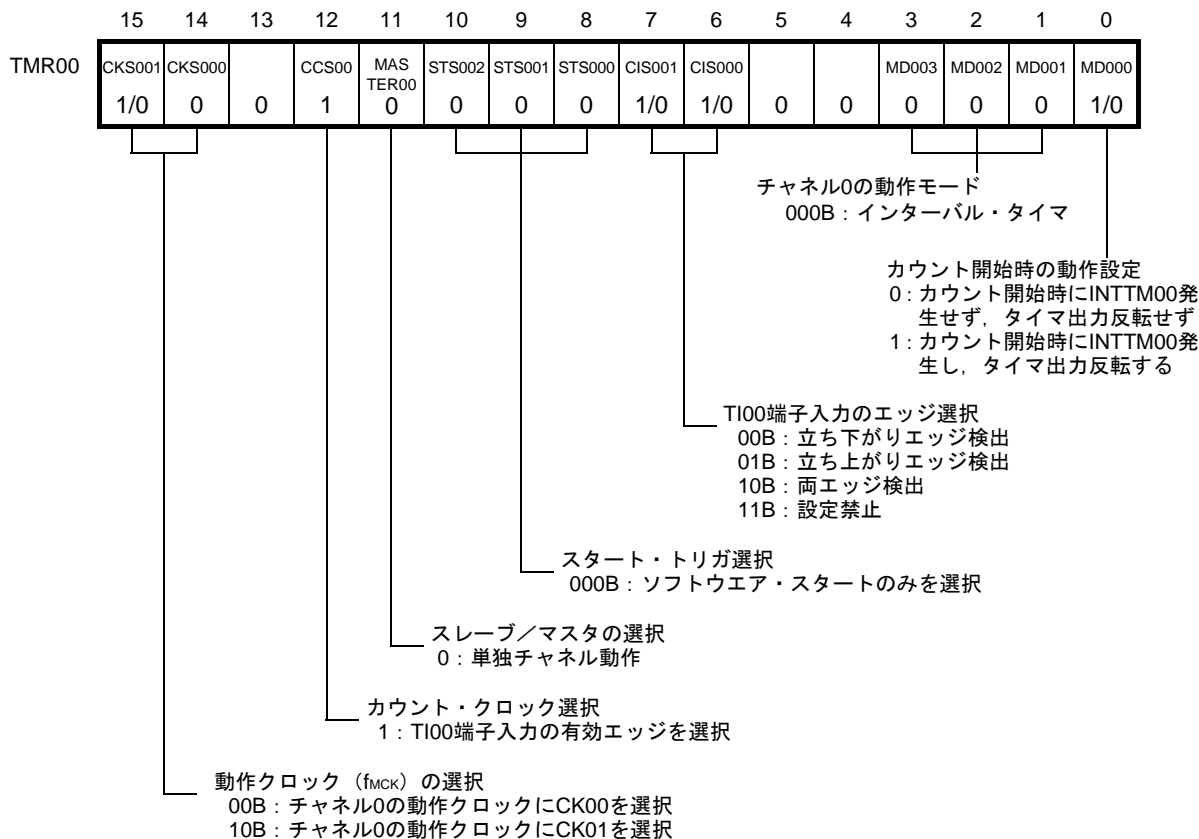 15 14 13 12 11 10 9 8 7 6 5 4 3 2 1 0
TMR00
CKS001 CKS000 CCS00 MAS TER00 STS002 STS001 STS000 CIS001 CIS000 MD003 MD002 MD001 MD000
1/0 0 0 1 0 0 0 0 1/0 1/0 0 0 0 0 0 1/0
チャネル0の動作モード
000B:インターバル・タイマ
カウント開始時の動作設定
0:カウント開始時にINTTM00発
生せず,タイマ出力反転せず
1:カウント開始時にINTTM00発
生し,タイマ出力反転する
TI00端子入力のエッジ選択
00B:立ち下がりエッジ検出
01B:立ち上がりエッジ検出
10B:両エッジ検出
11B:設定禁止
スタート・トリガ選択
000B:ソフトウエア・スタートのみを選択
スレーブ/マスタの選択
0:単独チャネル動作
カウント・クロック選択
1:TI00端子入力の有効エッジを選択
動作クロック(fMCK)の選択
00B:チャネル0の動作クロックにCK00を選択
10B:チャネル0の動作クロックにCK01を選択